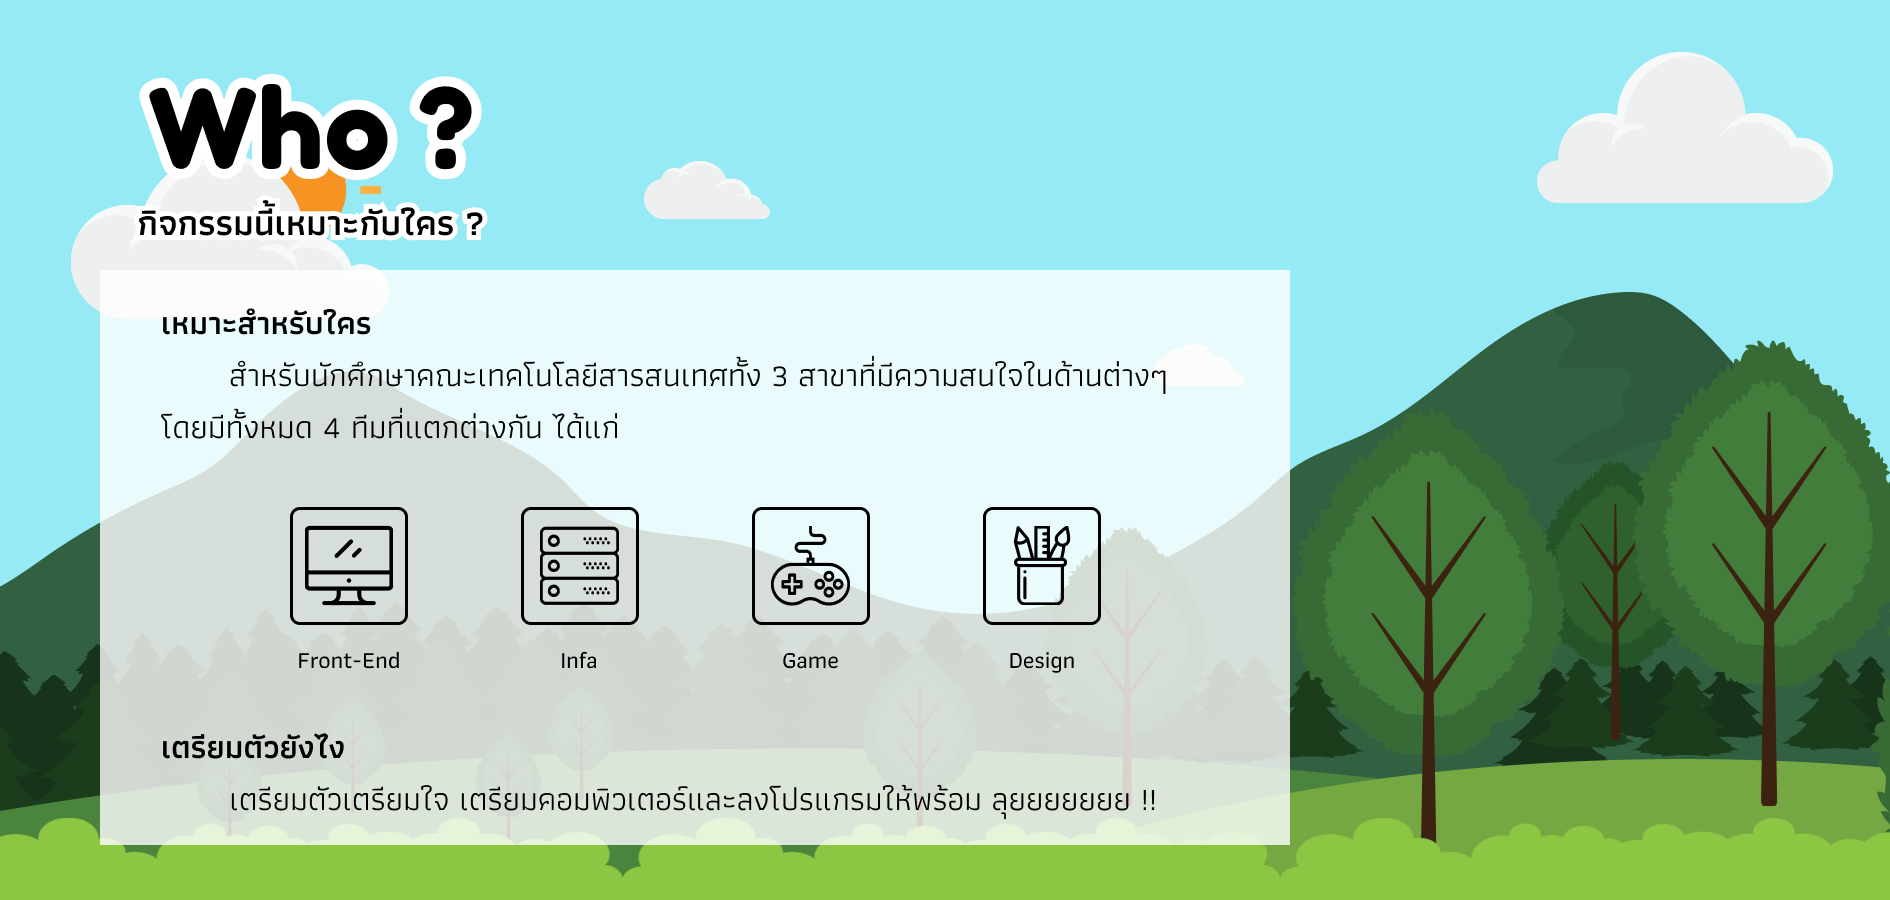 Who ?
กิจกรรมนี้เหมาะกับใคร ?
เหมาะสำหรับใคร
สำหรับนักศึกษาคณะเทคโนโลยีสารสนเทศทั้ง 3 สาขาที่มีความสนใจในด้านต่างๆ
โดยมีทั้งหมด 4 ทีมที่แตกต่างกัน ได้แก่
Front-End Infa Game Design
เตรียมตัวยังไง
เตรียมตัวเตรียมใจ เตรียมคอมพิวเตอร์และลงโปรแกรมให้พร้อม ลุยยยยยยย !!